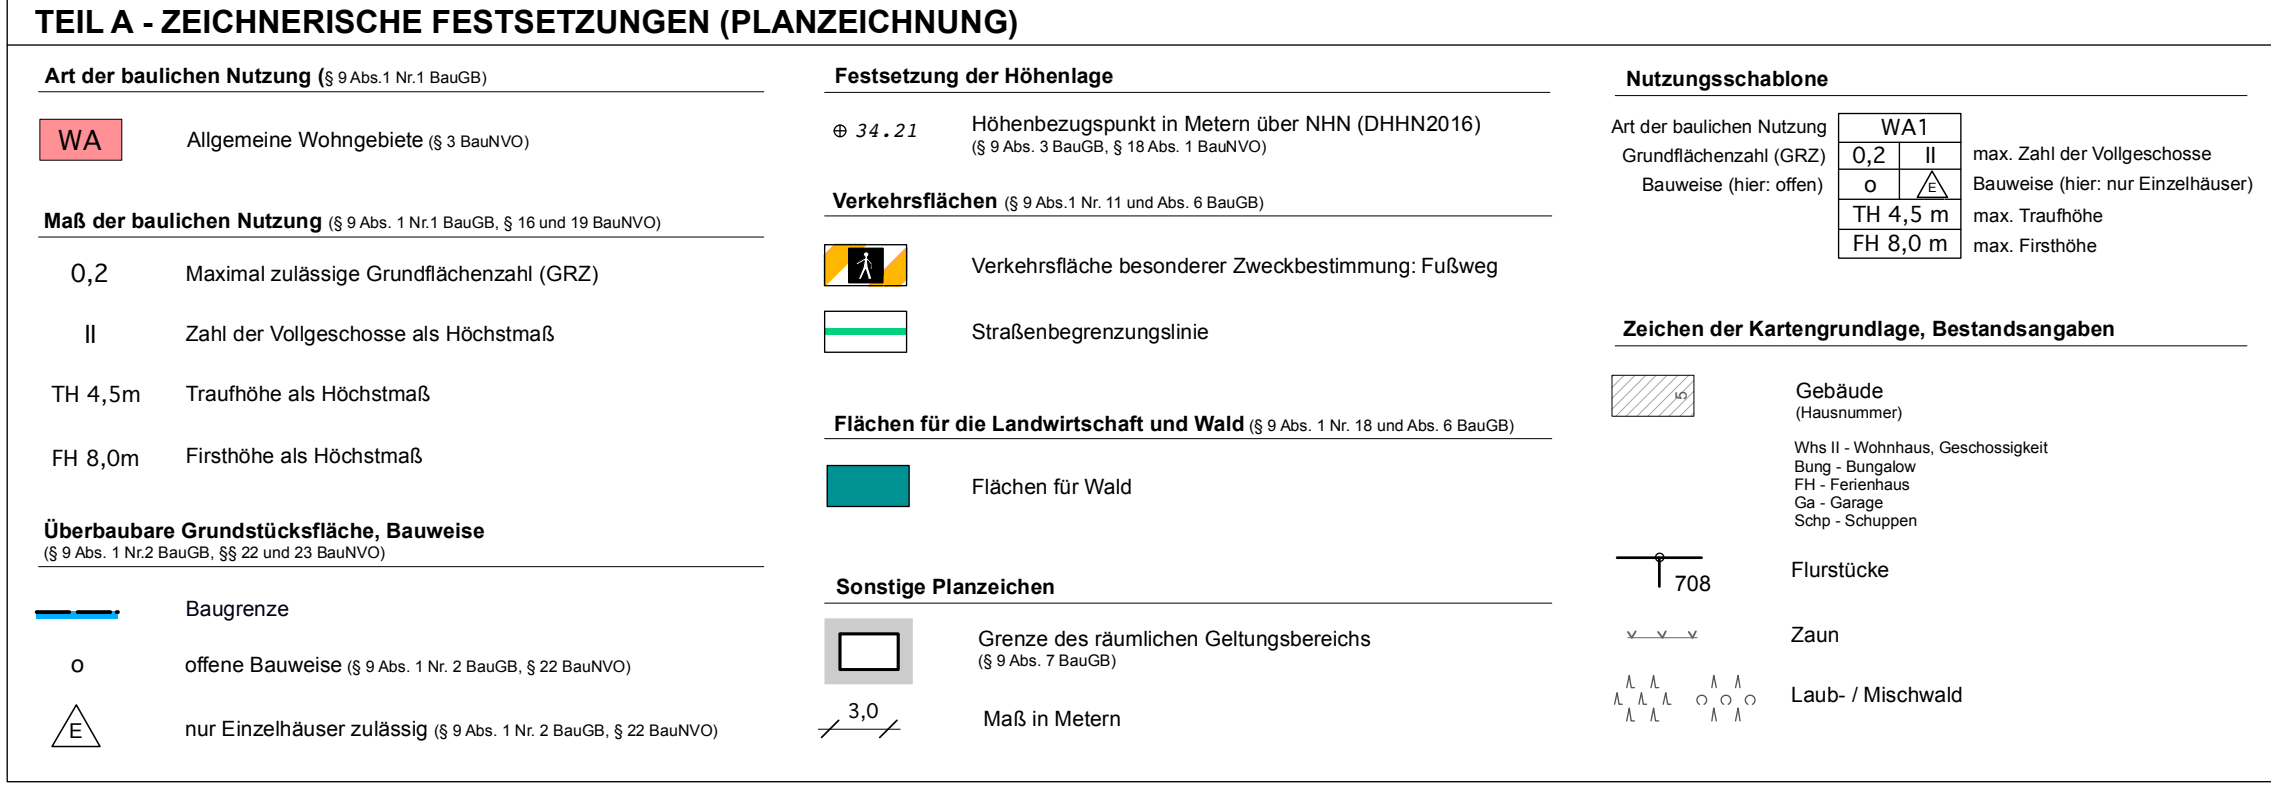 TEIL A - ZEICHNERISCHE FESTSETZUNGEN (PLANZEICHNUNG)
Art der baulichen Nutzung (§ 9 Abs.1 Nr.1 BauGB)
WA Allgemeine Wohngebiete (§ 3 BauNVO)
Maß der baulichen Nutzung (§ 9 Abs. 1 Nr.1 BauGB, § 16 und 19 BauNVO)
0,2 Maximal zulässige Grundflächenzahl (GRZ)
II Zahl der Vollgeschosse als Höchstmaß
TH 4,5m Traufhöhe als Höchstmaß
FH 8,0m Firsthöhe als Höchstmaß
Überbaubare Grundstücksfläche, Bauweise
(§ 9 Abs. 1 Nr.2 BauGB, §§ 22 und 23 BauNVO)
Baugrenze
o offene Bauweise (§ 9 Abs. 1 Nr. 2 BauGB, § 22 BauNVO)
E nur Einzelhäuser zulässig (§ 9 Abs. 1 Nr. 2 BauGB, § 22 BauNVO)
Festsetzung der Höhenlage
⊕ 34.21 Höhenbezugspunkt in Metern über NHN (DHHN2016)
(§ 9 Abs. 3 BauGB, § 18 Abs. 1 BauNVO)
Verkehrsflächen (§ 9 Abs.1 Nr. 11 und Abs. 6 BauGB)
Verkehrsfläche besonderer Zweckbestimmung: Fußweg
Straßenbegrenzungslinie
Flächen für die Landwirtschaft und Wald (§ 9 Abs. 1 Nr. 18 und Abs. 6 BauGB)
Flächen für Wald
Sonstige Planzeichen
Grenze des räumlichen Geltungsbereichs
(§ 9 Abs. 7 BauGB)
3,0 Maß in Metern
Nutzungsschablone
Art der baulichen Nutzung WA1
Grundflächenzahl (GRZ) 0,2 II max. Zahl der Vollgeschosse
Bauweise (hier: offen) o E Bauweise (hier: nur Einzelhäuser)
TH 4,5 m max. Traufhöhe
FH 8,0 m max. Firsthöhe
Zeichen der Kartengrundlage, Bestandsangaben
5 Gebäude
(Hausnummer)
Whs II - Wohnhaus, Geschossigkeit
Bung - Bungalow
FH - Ferienhaus
Ga - Garage
Schp - Schuppen
708 Flurstücke
Zaun
Laub- / Mischwald